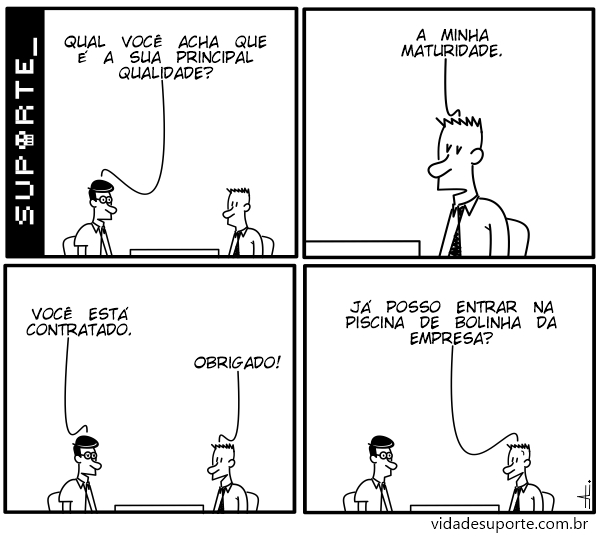 SUPORTE_
QUAL VOCÊ ACHA QUE
É A SUA PRINCIPAL
QUALIDADE?
A MINHA
MATURIDADE.
VOCÊ ESTÁ
CONTRATADO.
OBRIGADO!
JÁ POSSO ENTRAR NA
PISCINA DE BOLINHA DA
EMPRESA?
vidadesuporte.com.br